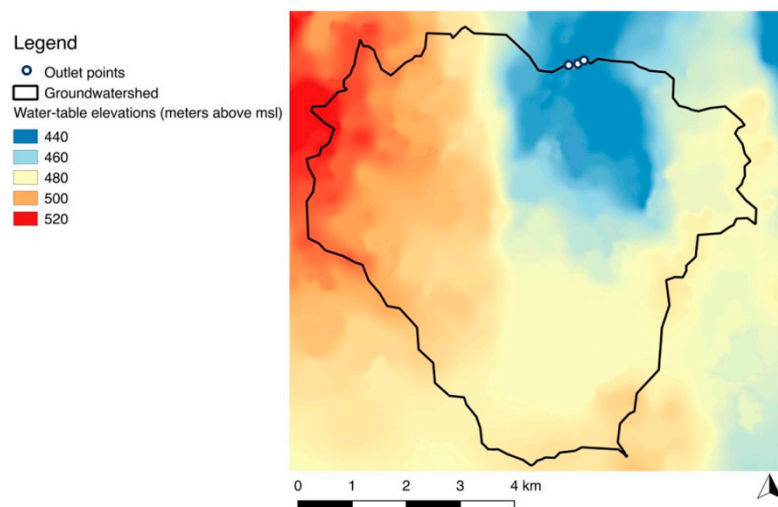 Legend
Outlet points
Groundwatershed
Water-table elevations (meters above msl)
440
460
480
500
520
0 1 2 3 4 km